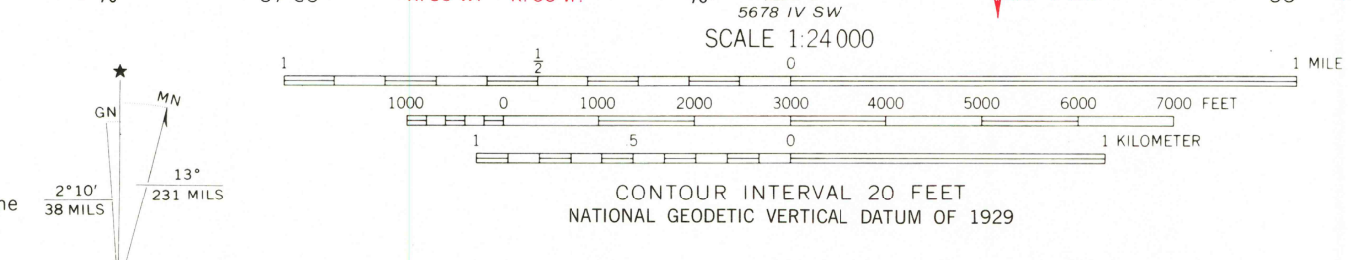 5678 IV SW
SCALE 1:24 000
1 1/2 0 1 MILE
1000 0 1000 2000 3000 4000 5000 6000 7000 FEET
1 5 0 1 KILOMETER
CONTOUR INTERVAL 20 FEET
NATIONAL GEODETIC VERTICAL DATUM OF 1929
★
GN
MN
2°10′
38 MILS
13°
231 MILS